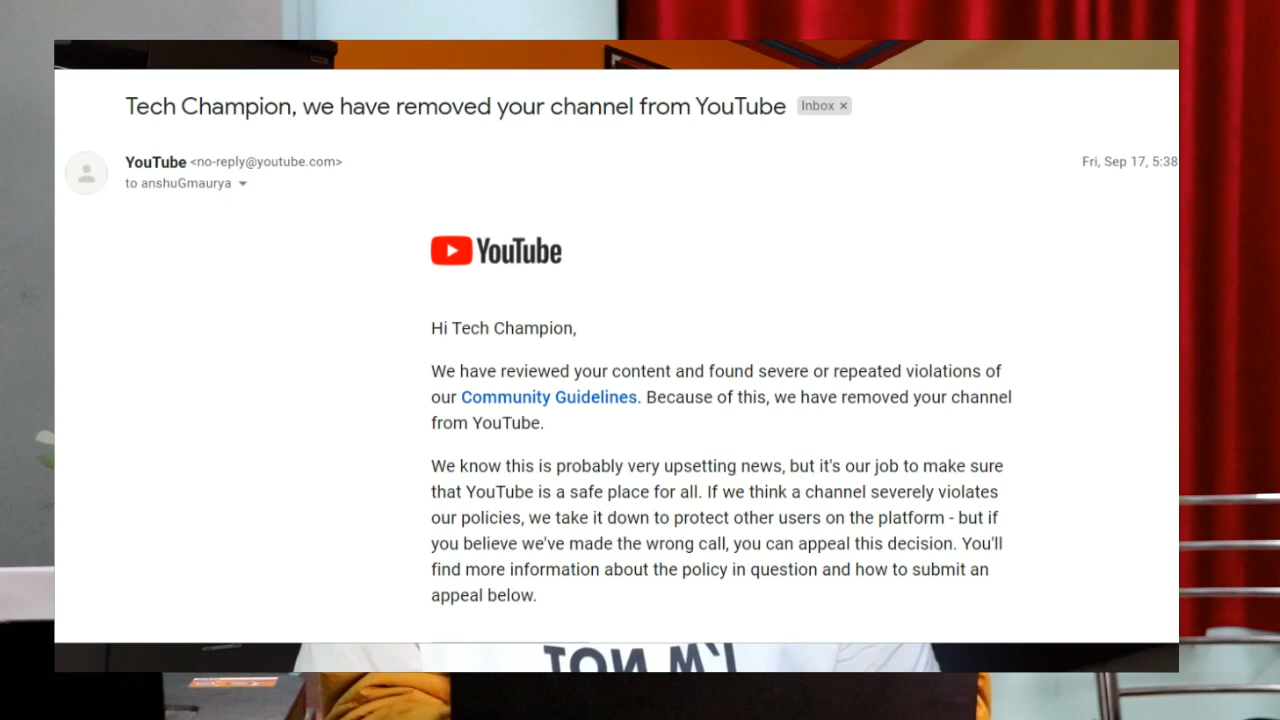 Tech Champion, we have removed your channel from YouTube Inbox ×
YouTube <no-reply@youtube.com> Fri, Sep 17, 5:38
to anshuGmaurya
YouTube
Hi Tech Champion,
We have reviewed your content and found severe or repeated violations of
our Community Guidelines. Because of this, we have removed your channel
from YouTube.
We know this is probably very upsetting news, but it's our job to make sure
that YouTube is a safe place for all. If we think a channel severely violates
our policies, we take it down to protect other users on the platform - but if
you believe we've made the wrong call, you can appeal this decision. You'll
find more information about the policy in question and how to submit an
appeal below.
I'M NOT